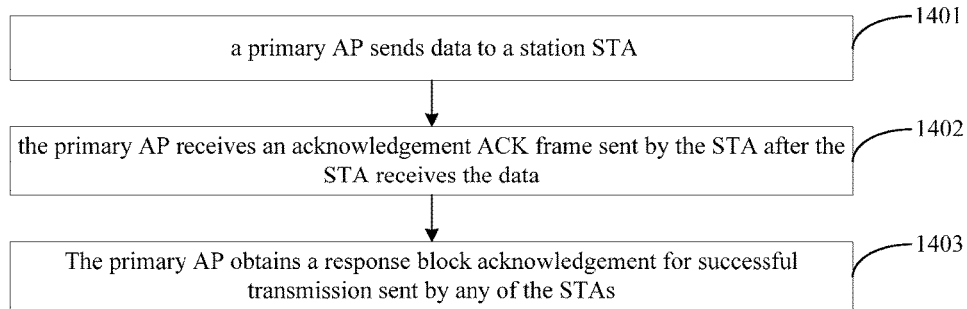 1401
a primary AP sends data to a station STA
1402
the primary AP receives an acknowledgement ACK frame sent by the STA after the
STA receives the data
1403
The primary AP obtains a response block acknowledgement for successful
transmission sent by any of the STAs